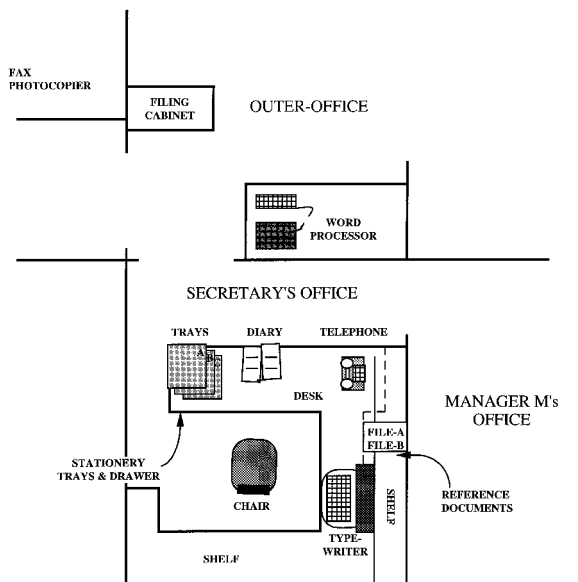 FAX
PHOTOCOPIER
FILING
CABINET
OUTER-OFFICE
WORD
PROCESSOR
SECRETARY'S OFFICE
TRAYS
DIARY
TELEPHONE
A
B
C
DESK
MANAGER M's
OFFICE
FILE-A
FILE-B
STATIONERY
TRAYS & DRAWER
CHAIR
SHELF
REFERENCE
DOCUMENTS
TYPE-
WRITER
SHELF